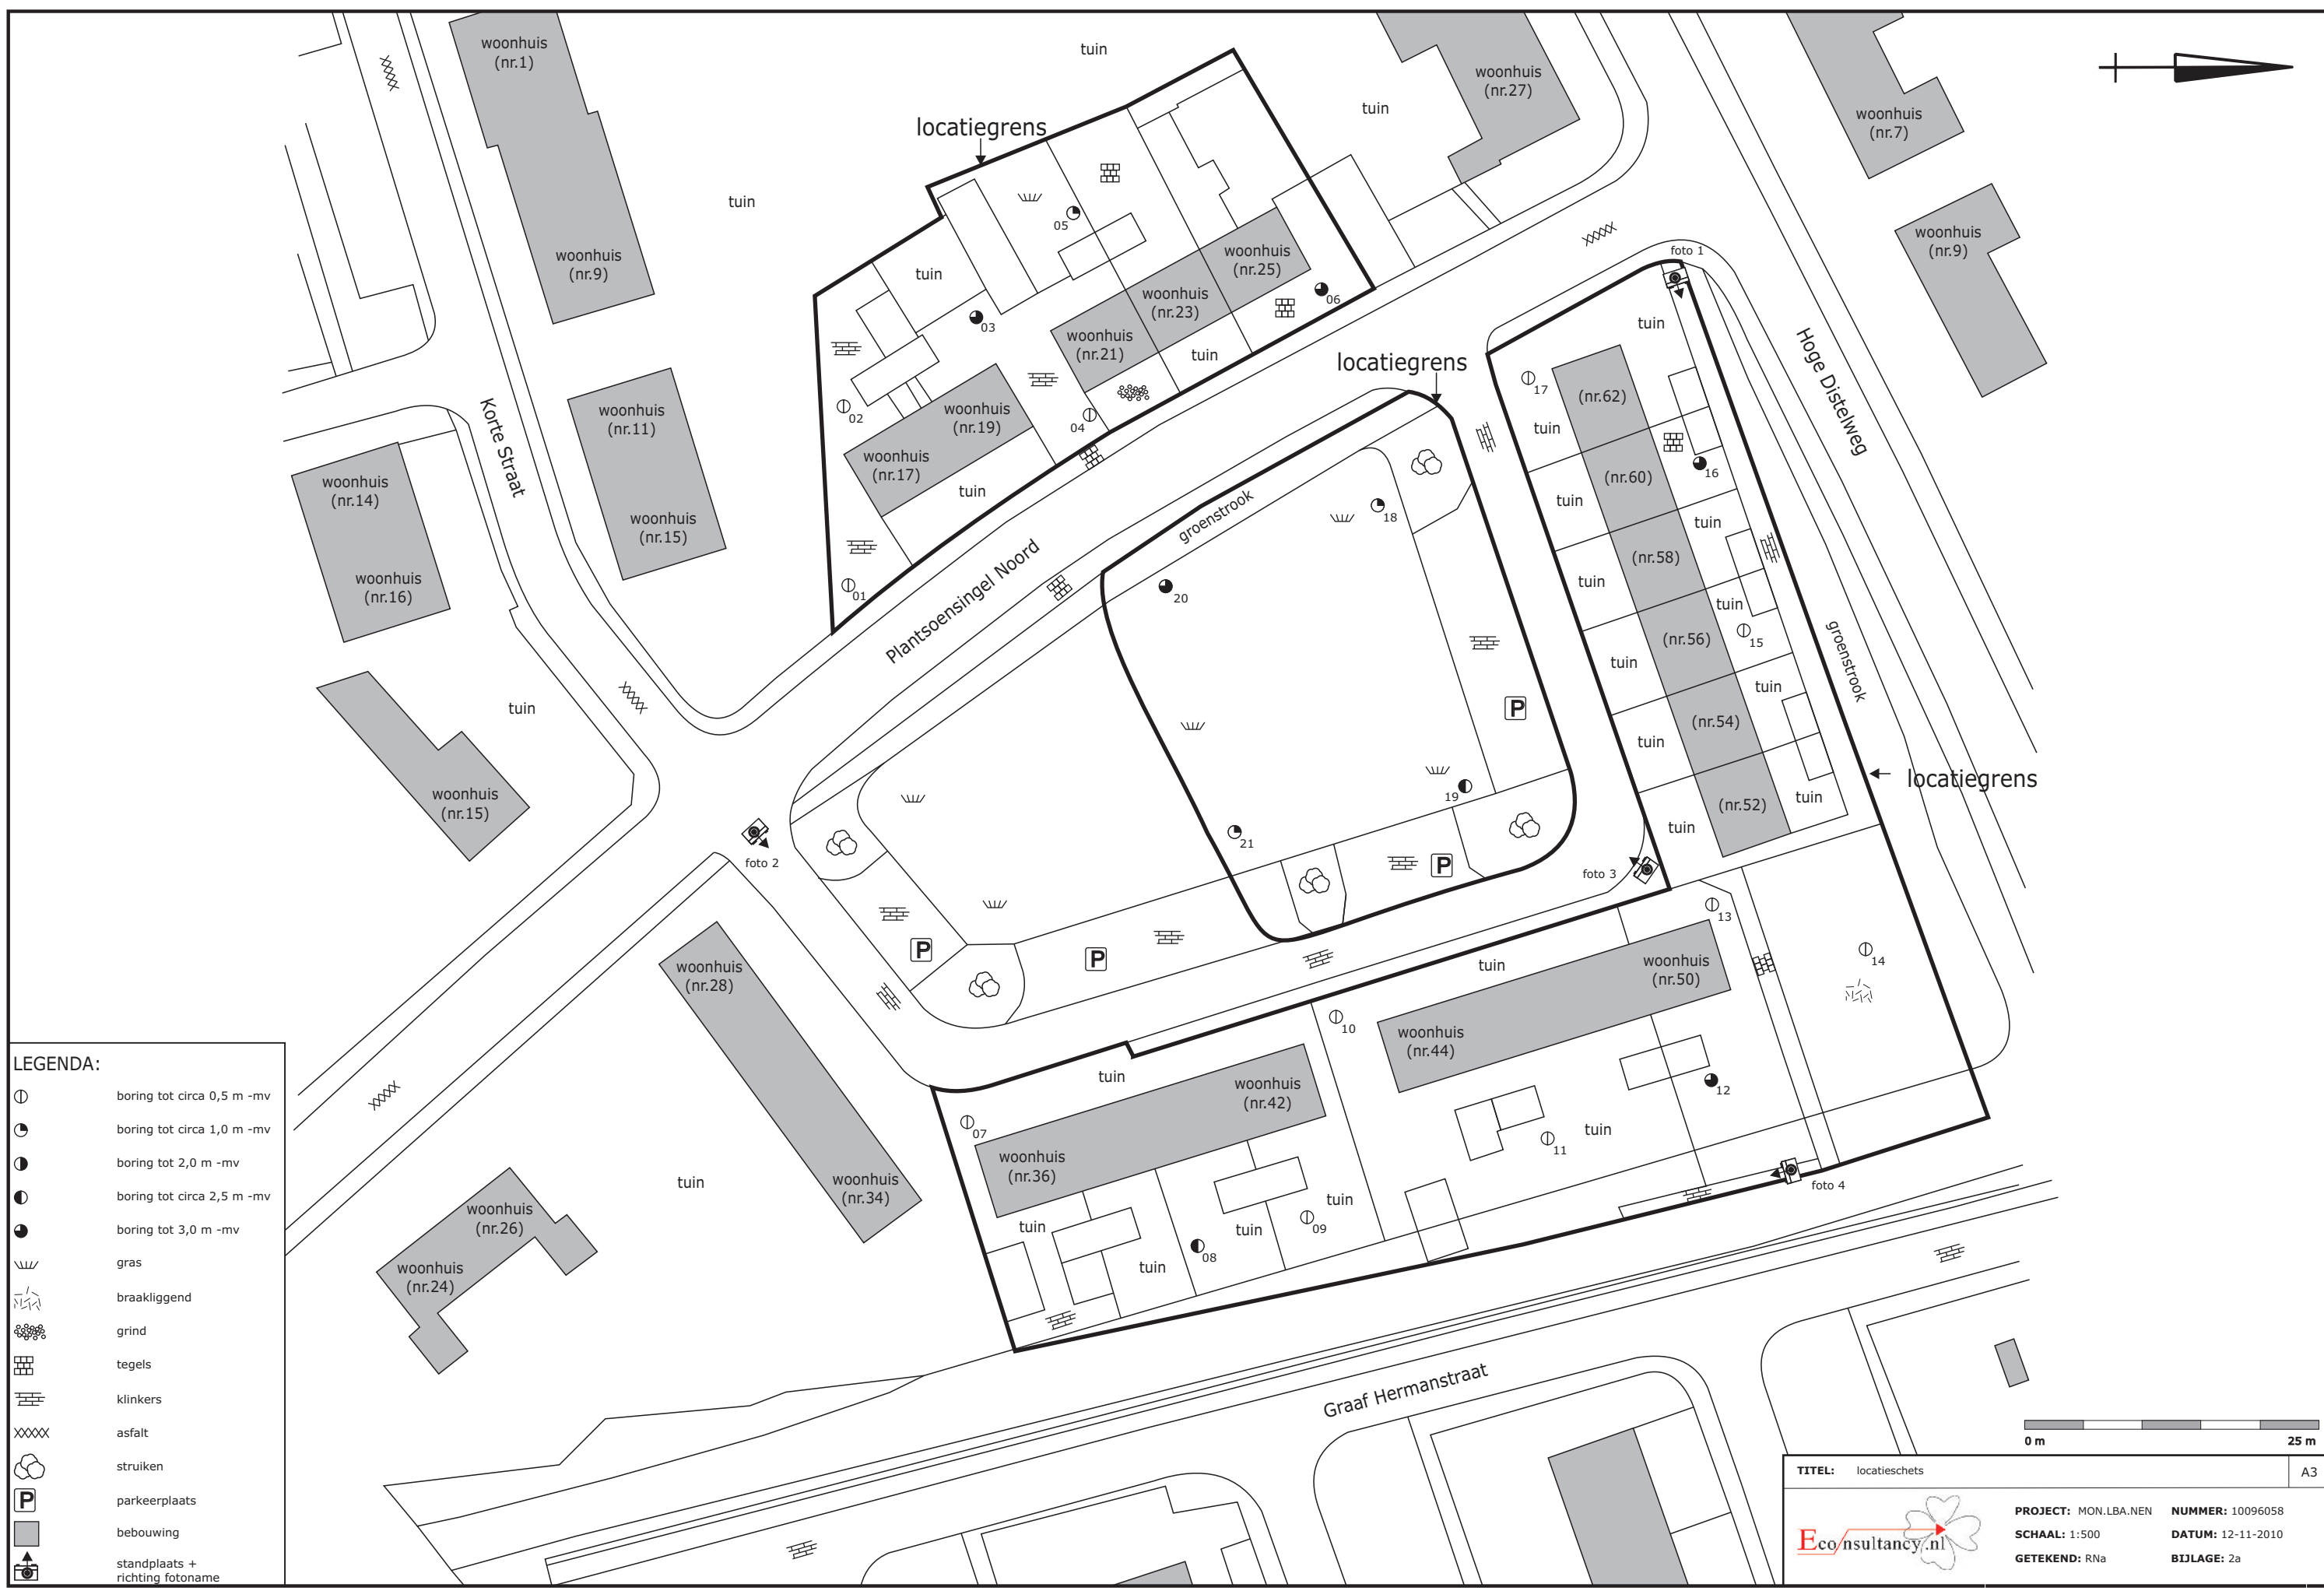 woonhuis
(nr.1)
tuin
woonhuis
(nr.27)
woonhuis
(nr.7)
locatiegrens
tuin
tuin
05
woonhuis
(nr.9)
woonhuis
(nr.9)
tuin
woonhuis
(nr.25)
foto 1
woonhuis
(nr.23)
06
03
woonhuis
(nr.21)
tuin
tuin
Hoge Distelweg
locatiegrens
Korte Straat
woonhuis
(nr.11)
02
04
woonhuis
(nr.19)
17
(nr.62)
tuin
woonhuis
(nr.17)
tuin
woonhuis
(nr.14)
(nr.60)
16
tuin
groenstrook
18
woonhuis
(nr.15)
tuin
(nr.58)
Plantsoensingel Noord
01
20
tuin
tuin
woonhuis
(nr.16)
(nr.56)
15
tuin
groenstrook
tuin
tuin
(nr.54)
P
tuin
locatiegrens
woonhuis
(nr.15)
19
(nr.52)
tuin
tuin
21
foto 2
P
foto 3
13
P
P
tuin
woonhuis
(nr.50)
14
woonhuis
(nr.28)
10
woonhuis
(nr.44)
tuin
woonhuis
(nr.42)
12
07
11
tuin
woonhuis
(nr.36)
tuin
woonhuis
(nr.34)
foto 4
woonhuis
(nr.26)
tuin
tuin
09
tuin
08
tuin
woonhuis
(nr.24)
Graaf Hermanstraat
LEGENDA:
boring tot circa 0,5 m -mv
boring tot circa 1,0 m -mv
boring tot 2,0 m -mv
boring tot circa 2,5 m -mv
boring tot 3,0 m -mv
gras
braakliggend
grind
tegels
klinkers
asfalt
struiken
P parkeerplaats
bebouwing
standplaats +
richting fotoname
0 m 25 m
TITEL: locatieschets A3
Econsultancy.nl
PROJECT: MON.LBA.NEN NUMMER: 10096058
SCHAAL: 1:500 DATUM: 12-11-2010
GETEKEND: RNa BIJLAGE: 2a